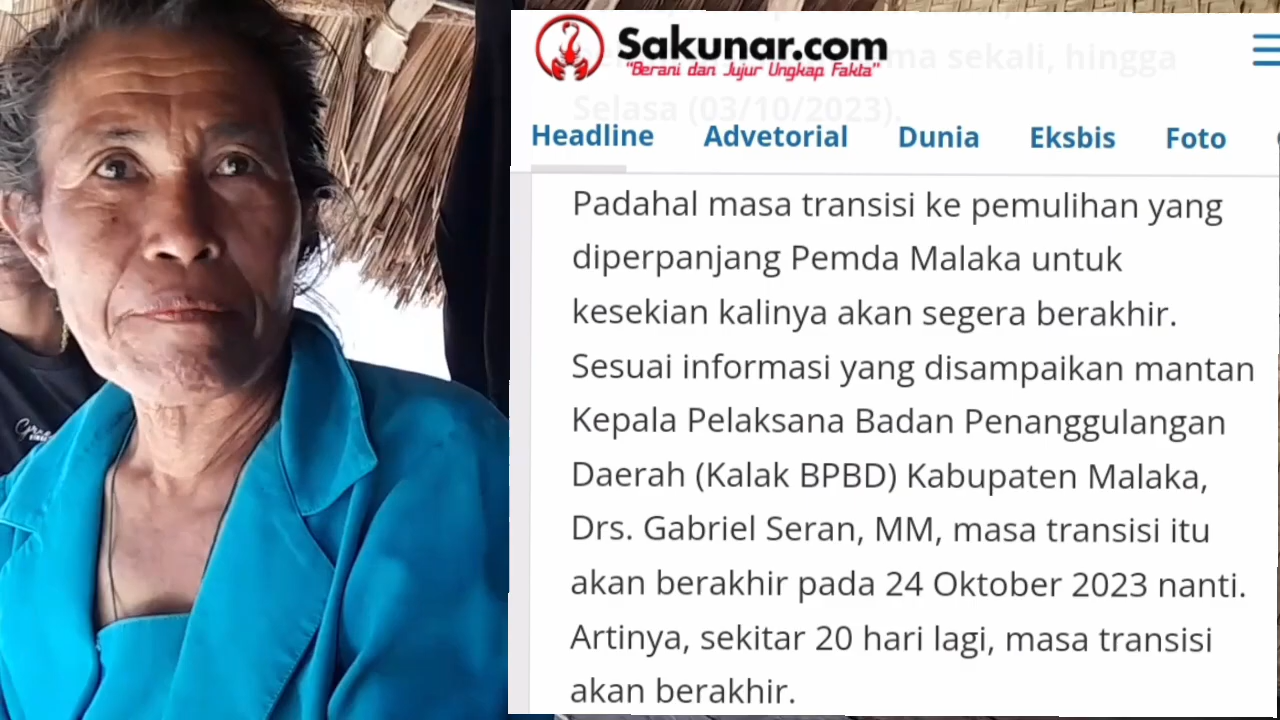 Sakunar.com
"Berani dan Jujur Ungkap Fakta"
ma sekali, hingga
Selasa (03/10/2023).
Headline Advetorial Dunia Eksbis Foto
Padahal masa transisi ke pemulihan yang
diperpanjang Pemda Malaka untuk
kesekian kalinya akan segera berakhir.
Sesuai informasi yang disampaikan mantan
Kepala Pelaksana Badan Penanggulangan
Daerah (Kalak BPBD) Kabupaten Malaka,
Drs. Gabriel Seran, MM, masa transisi itu
akan berakhir pada 24 Oktober 2023 nanti.
Artinya, sekitar 20 hari lagi, masa transisi
akan berakhir.